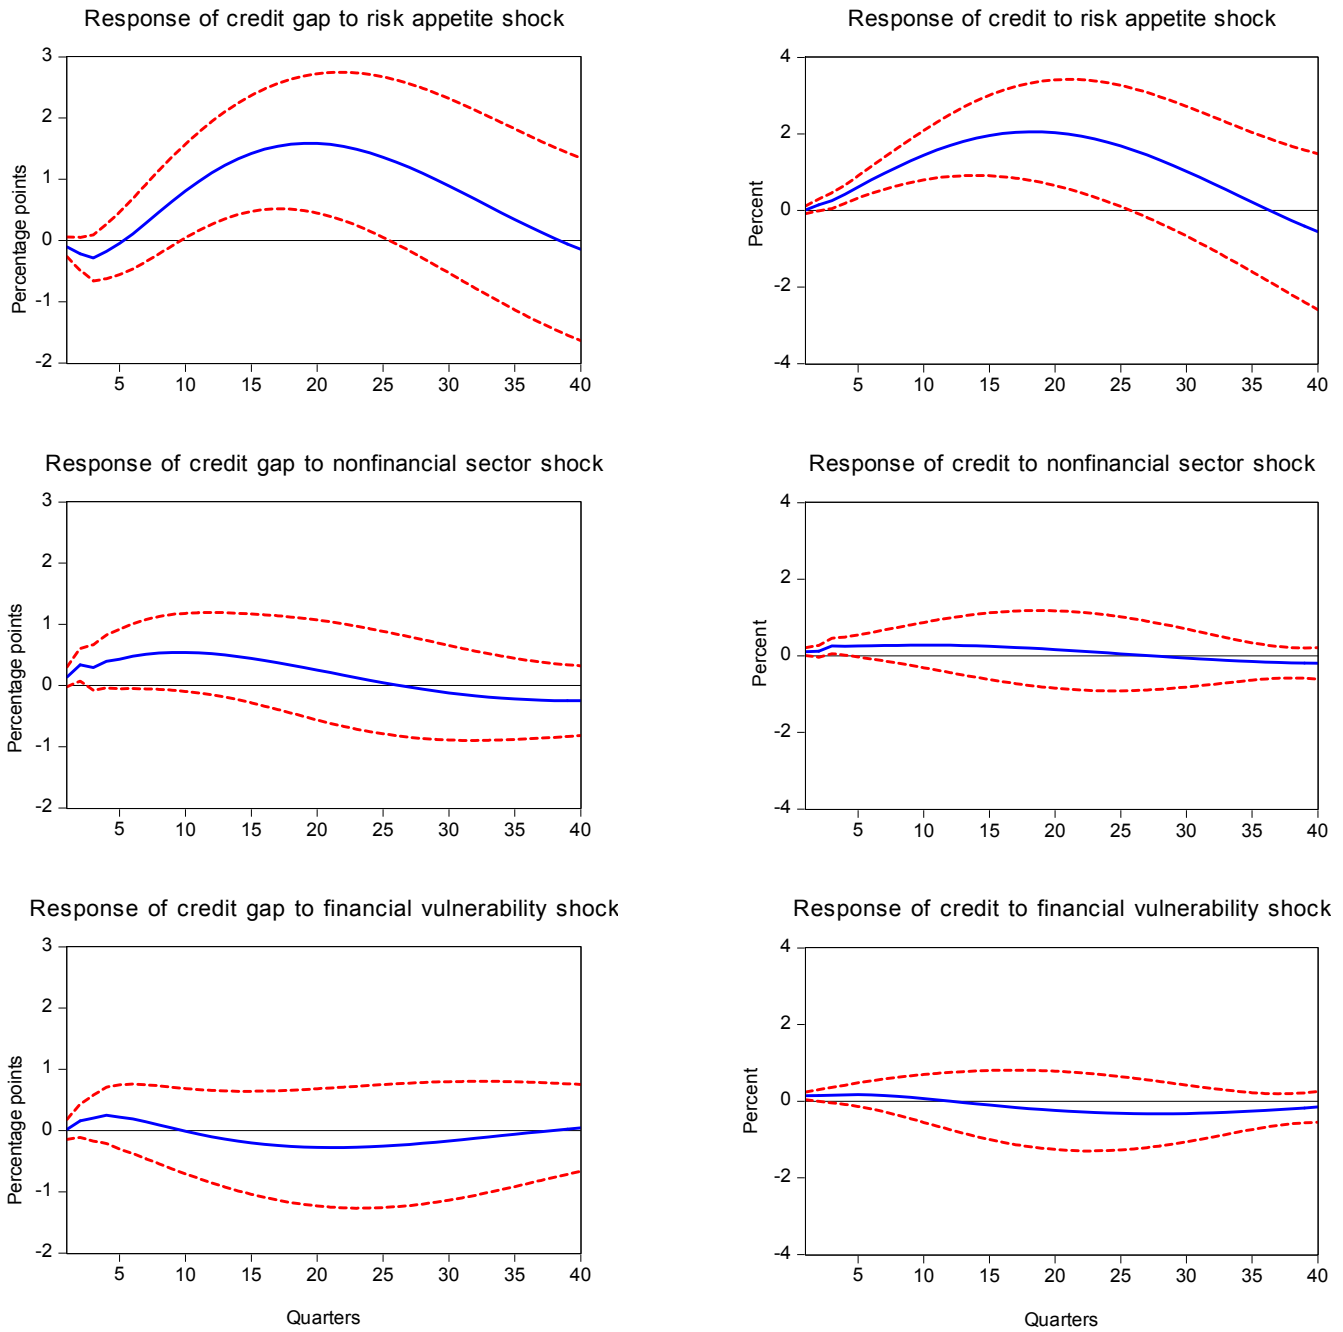 Response of credit gap to risk appetite shock
Percentage points
3
2
1
0
-1
-2
5 10 15 20 25 30 35 40
Response of credit to risk appetite shock
Percent
4
2
0
-2
-4
5 10 15 20 25 30 35 40
Response of credit gap to nonfinancial sector shock
Percentage points
3
2
1
0
-1
-2
5 10 15 20 25 30 35 40
Response of credit to nonfinancial sector shock
Percent
4
2
0
-2
-4
5 10 15 20 25 30 35 40
Response of credit gap to financial vulnerability shock
Percentage points
3
2
1
0
-1
-2
5 10 15 20 25 30 35 40
Quarters
Response of credit to financial vulnerability shock
Percent
4
2
0
-2
-4
5 10 15 20 25 30 35 40
Quarters